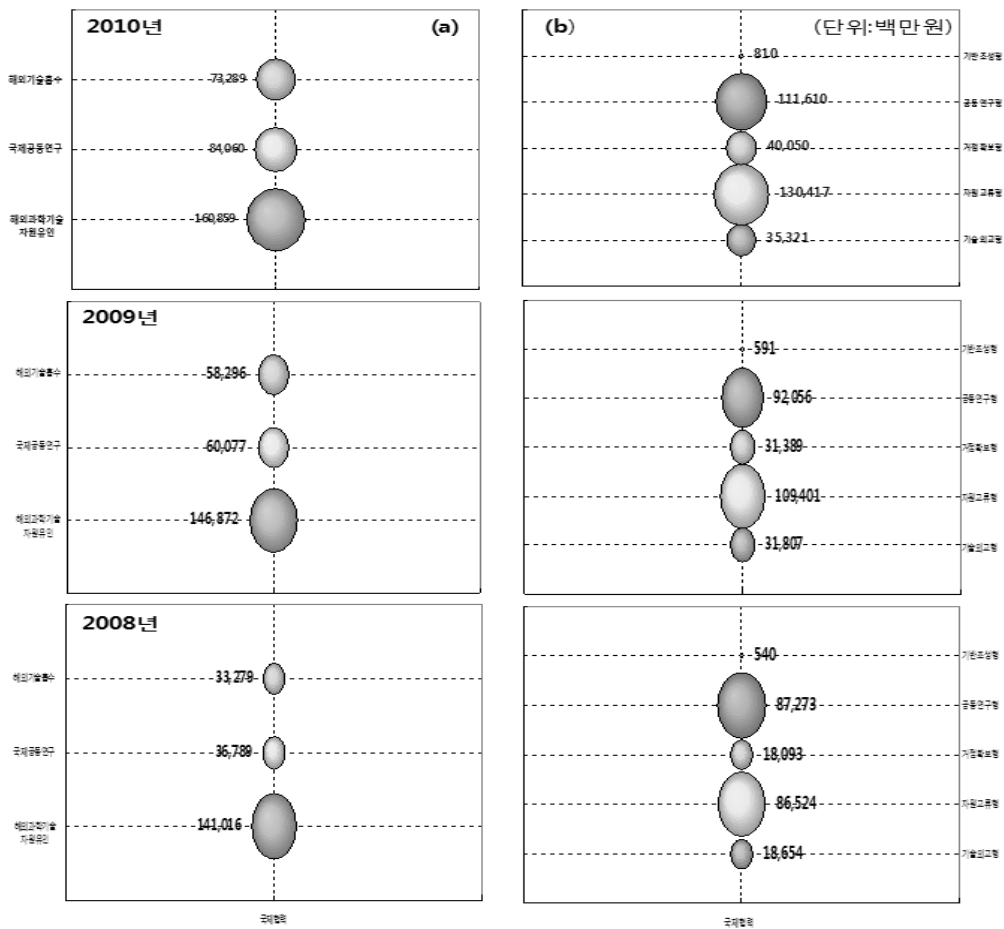 2010년 (a)
해외기술흡수 73,289
국제공동연구 84,060
해외과학기술 160,859
자원유인
(b) (단위:백만원)
810 기반조성형
111,610 공동연구형
40,050 거점확보형
130,417 자원교류형
35,321 기술외교형
2009년
해외기술흡수 58,296
국제공동연구 60,077
해외과학기술 146,872
자원유인
591 기반조성형
92,056 공동연구형
31,389 거점확보형
109,401 자원교류형
31,807 기술외교형
2008년
해외기술흡수 33,279
국제공동연구 36,789
해외과학기술 141,016
자원유인
국제협력
540 기반조성형
87,273 공동연구형
18,093 거점확보형
86,524 자원교류형
18,654 기술외교형
국제협력